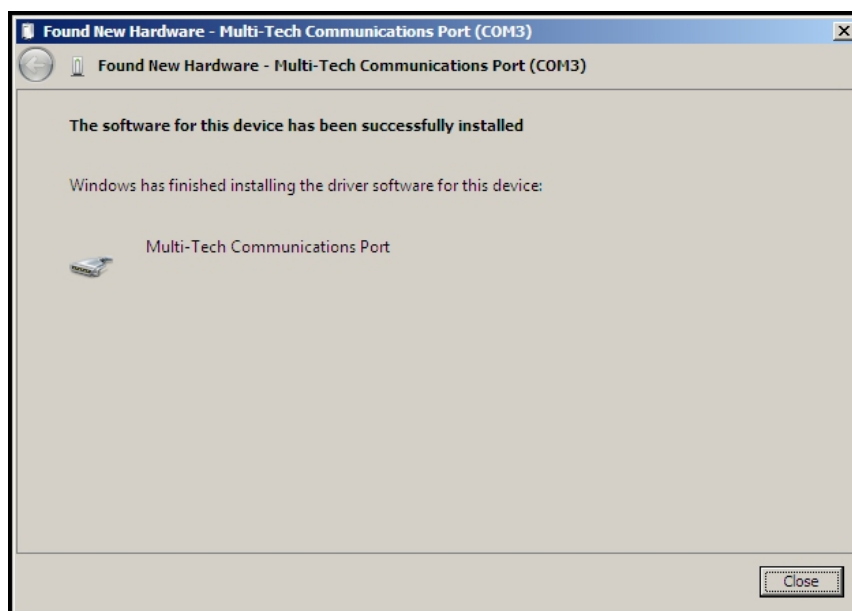 Found New Hardware - Multi-Tech Communications Port (COM3)
Found New Hardware - Multi-Tech Communications Port (COM3)
The software for this device has been successfully installed
Windows has finished installing the driver software for this device:
Multi-Tech Communications Port
Close